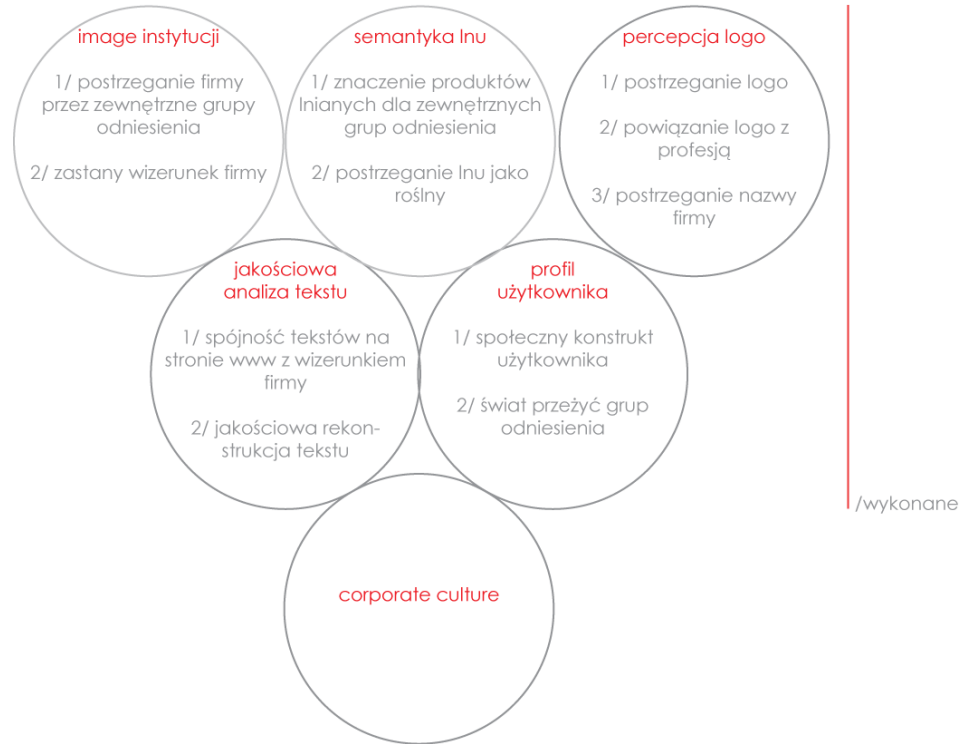 image instytucji
1/ postrzeganie firmy
przez zewnętrzne grupy
odniesienia
2/ zastany wizerunek firmy
semantyka lnu
1/ znaczenie produktów
lnianych dla zewnętrznych
grup odniesienia
2/ postrzeganie lnu jako
roślny
percepcja logo
1/ postrzeganie logo
2/ powiązanie logo z
profesją
3/ postrzeganie nazwy
firmy
jakościowa
analiza tekstu
1/ spójność tekstów na
stronie www z wizerunkiem
firmy
2/ jakościowa rekon-
strukcja tekstu
profil
użytkownika
1/ społeczny konstrukt
użytkownika
2/ świat przeżyć grup
odniesienia
/wykonane
corporate culture